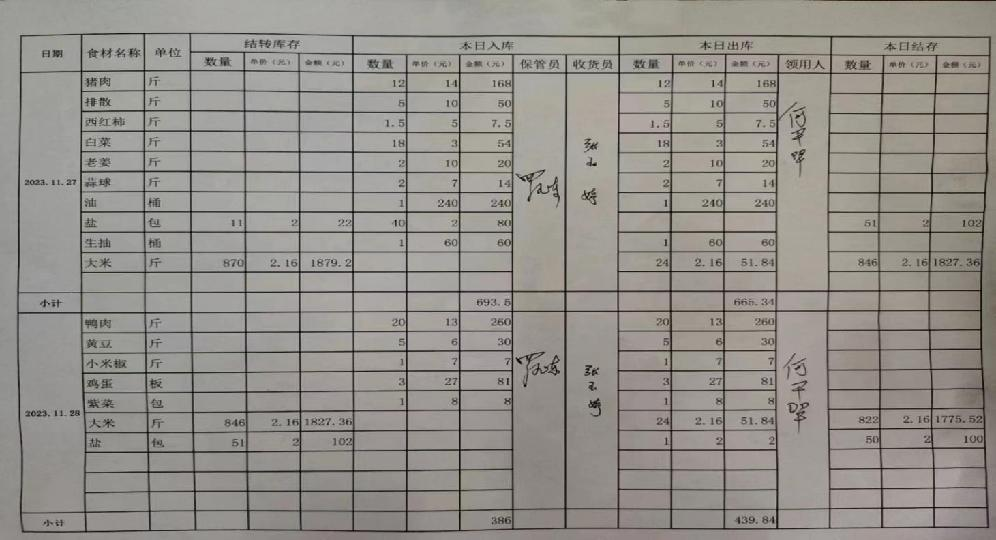 日期 食材名称 单位 结转库存 本日入库 本日出库 本日结存
数量 单价（元） 金额（元） 数量 单价（元） 金额（元） 保管员 收货员 数量 单价（元） 金额（元） 领用人 数量 单价（元） 金额（元）
猪肉 斤 12 14 168 12 14 168
排散 斤 5 10 50 5 10 50
西红柿 斤 1.5 5 7.5 1.5 5 7.5
白菜 斤 18 3 54 18 3 54
老姜 斤 2 10 20 2 10 20
2023.11.27 蒜球 斤 2 7 14 2 7 14
油 桶 1 240 240 1 240 240
盐 包 11 2 22 40 2 80 51 2 102
生抽 桶 1 60 60 1 60 60
大米 斤 870 2.16 1879.2 24 2.16 51.84 846 2.16 1827.36
小计 693.5 665.34
鸭肉 斤 20 13 260 20 13 260
黄豆 斤 5 6 30 5 6 30
小米椒 斤 1 7 7 1 7 7
鸡蛋 板 3 27 81 3 27 81
紫菜 包 1 8 8 1 8 8
2023.11.28 大米 斤 846 2.16 1827.36 24 2.16 51.84 822 2.16 1775.52
盐 包 51 2 102 1 2 2 50 2 100
小计 386 439.84